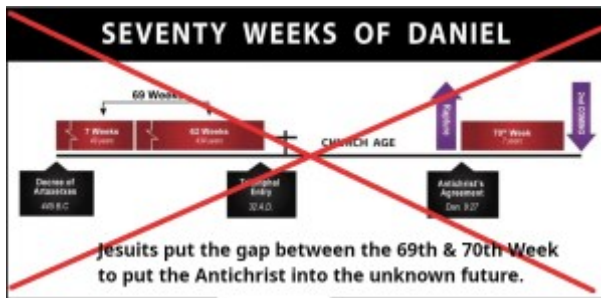 SEVENTY WEEKS OF DANIEL
69 Weeks
7 Weeks
49 years
62 Weeks
434 years
CHURCH AGE
Rapture
70th Week
7 years
2nd COMING
Decree of
Artaxerxes
445 B.C.
Triumphal
Entry
32 A.D.
Antichrist's
Agreement
Dan. 9:27
Jesuits put the gap between the 69th & 70th Week
to put the Antichrist into the unknown future.